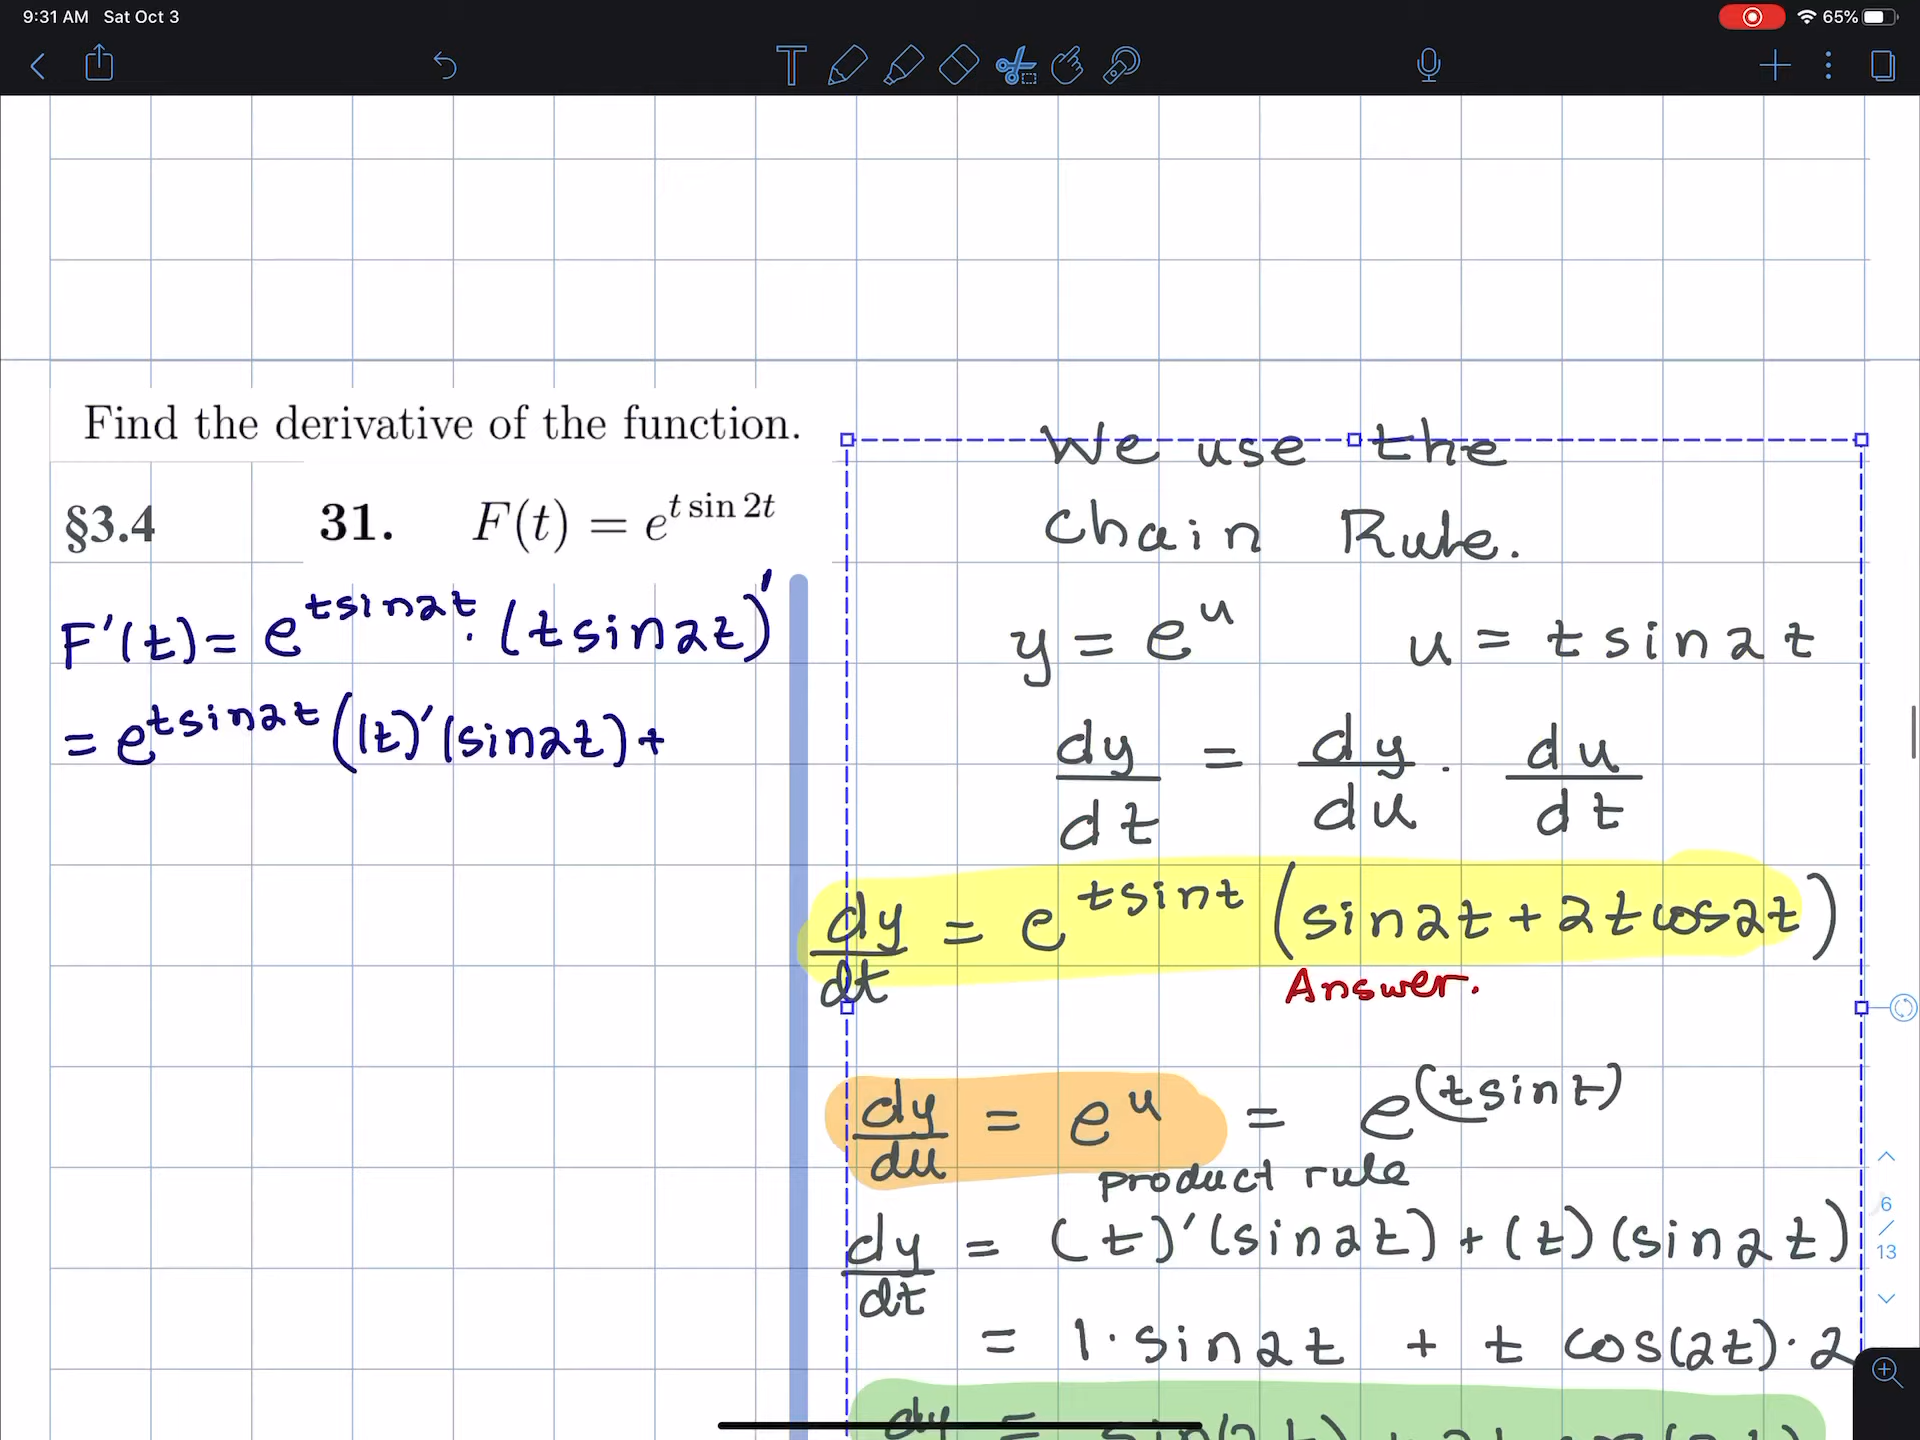 9:31 AM Sat Oct 3
65%
T
Find the derivative of the function.
§3.4 31. F(t) = e^{t sin 2t}
F'(t) = e^{tsin2t} · (tsin2t)'
= e^{tsin2t} ((t)'(sin2t) +
We use the
Chain Rule.
y = e^u u = tsin2t
dy/dt = dy/du · du/dt
dy/dt = e^{tsint} (sin2t + 2tcos2t)
Answer.
dy/du = e^u = e^{(tsint)}
product rule
dy/dt = (t)'(sin2t) + (t)(sin2t)
= 1·sin2t + t cos(2t)·2
6
/
13